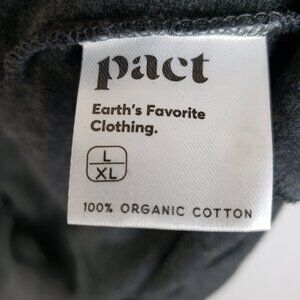 pact
Earth's Favorite
Clothing.
L
XL
100% ORGANIC COTTON